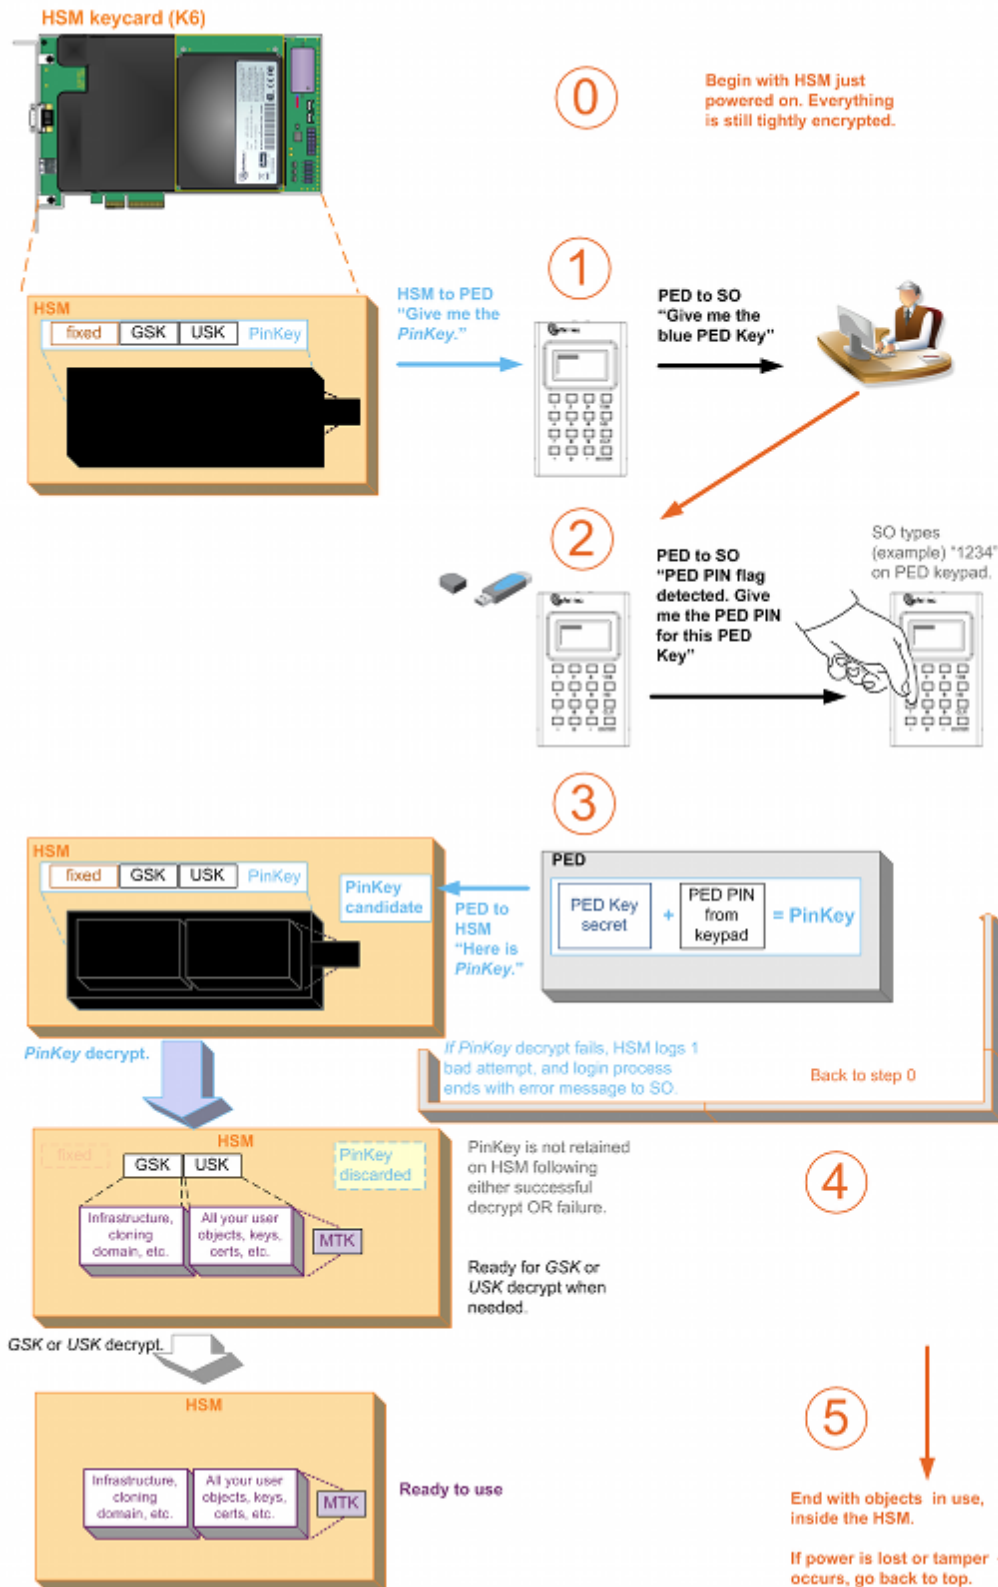 HSM keycard (K6)
0
Begin with HSM just
powered on. Everything
is still tightly encrypted.
1
HSM
fixed GSK USK PinKey
HSM to PED
“Give me the
PinKey.”
PED to SO
“Give me the
blue PED Key”
2
PED to SO
“PED PIN flag
detected. Give
me the PED PIN
for this PED
Key”
SO types
(example) “1234”
on PED keypad.
3
HSM
fixed GSK USK PinKey
PinKey
candidate
PED to
HSM
“Here is
PinKey.”
PED
PED Key
secret
+
PED PIN
from
keypad
= PinKey
PinKey decrypt.
If PinKey decrypt fails, HSM logs 1
bad attempt, and login process
ends with error message to SO.
Back to step 0
HSM
fixed
GSK USK
PinKey
discarded
Infrastructure,
cloning
domain, etc.
All your user
objects, keys,
certs, etc.
MTK
PinKey is not retained
on HSM following
either successful
decrypt OR failure.
Ready for GSK or
USK decrypt when
needed.
4
GSK or USK decrypt.
HSM
Infrastructure,
cloning
domain, etc.
All your user
objects, keys,
certs, etc.
MTK
Ready to use
5
End with objects in use,
inside the HSM.
If power is lost or tamper
occurs, go back to top.